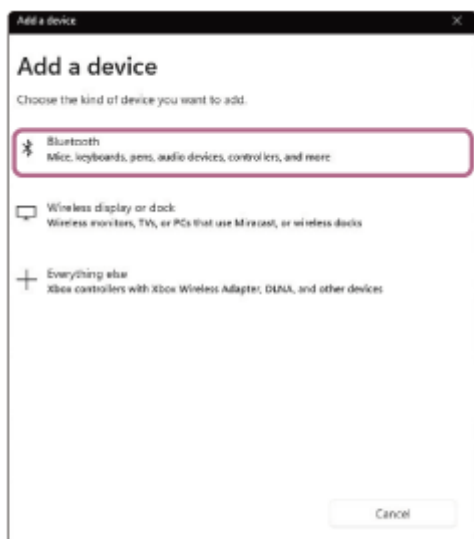 Add a device
Add a device
Choose the kind of device you want to add.
Bluetooth
Mice, keyboards, pens, audio devices, controllers, and more
Wireless display or dock
Wireless monitors, TVs, or PCs that use Miracast, or wireless docks
Everything else
Xbox controllers with Xbox Wireless Adapter, DLNA, and other devices
Cancel